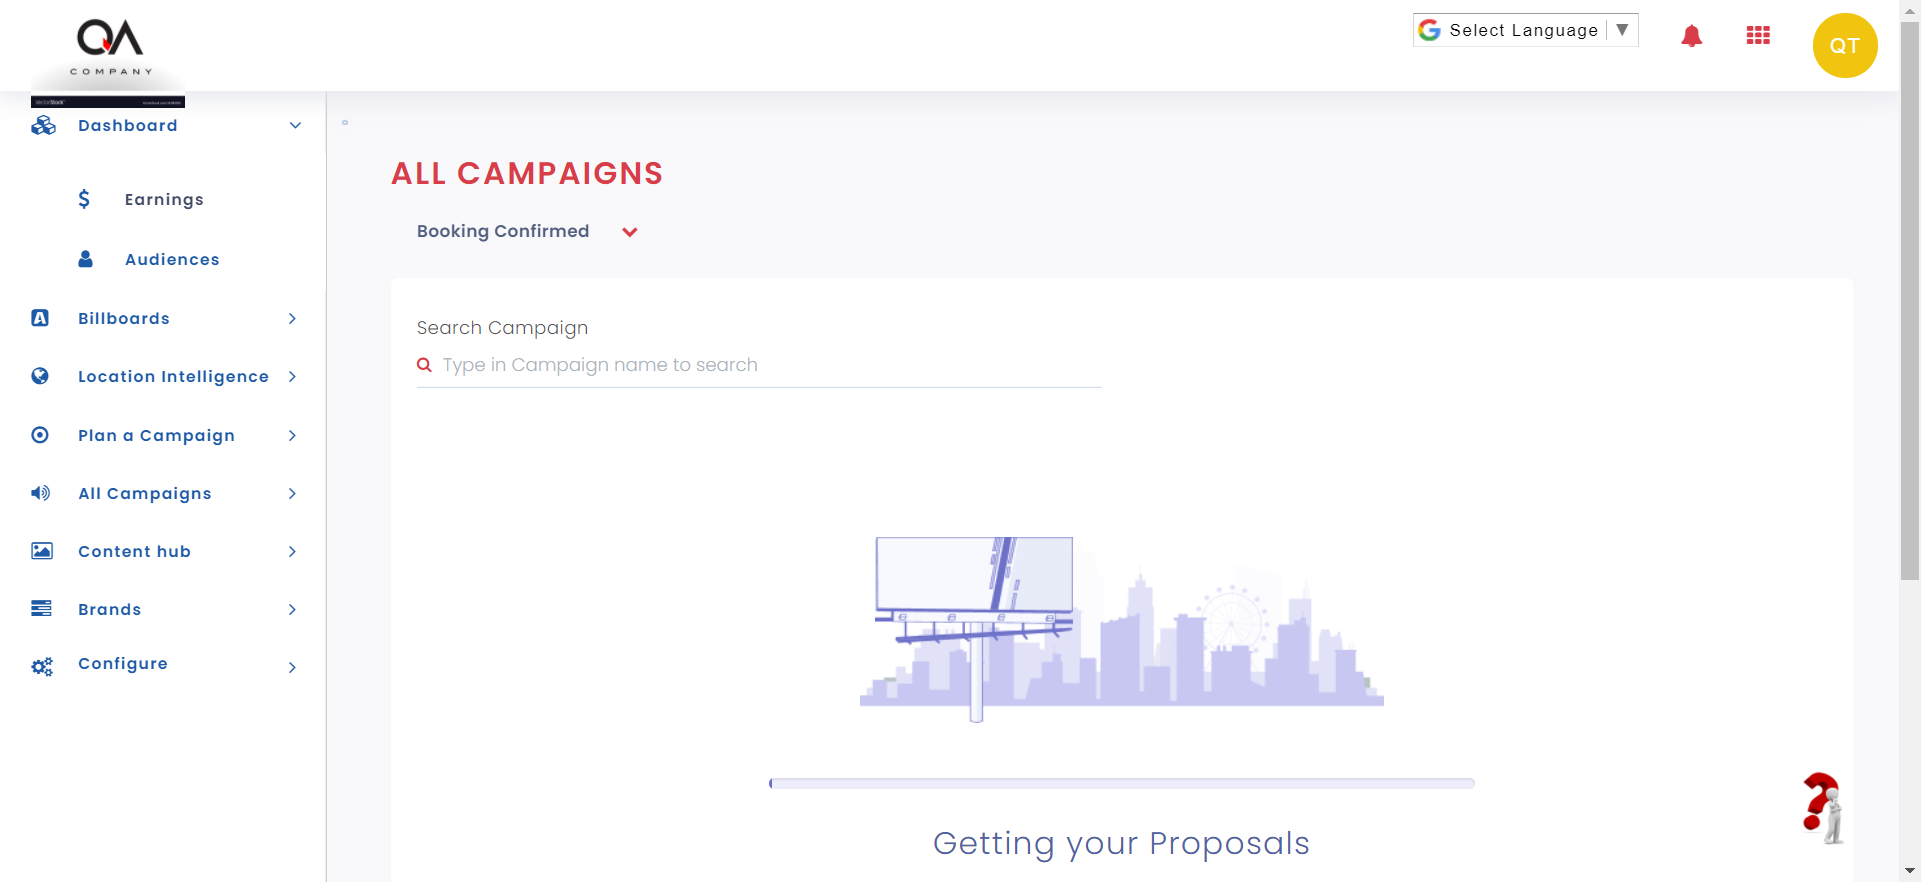 QA
COMPANY
VectorStock
Select Language
▼
QT
Dashboard
Earnings
Audiences
Billboards
Location Intelligence
Plan a Campaign
All Campaigns
Content hub
Brands
Configure
ALL CAMPAIGNS
Booking Confirmed
Search Campaign
Type in Campaign name to search
Getting your Proposals